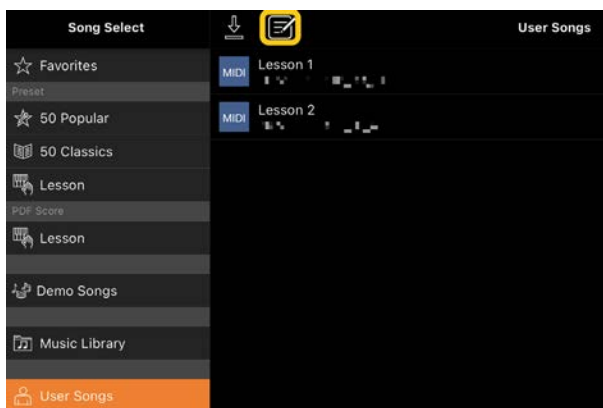 Song Select
User Songs
Favorites
Preset
50 Popular
50 Classics
Lesson
PDF Score
Lesson
Demo Songs
Music Library
User Songs
MIDI
Lesson 1
MIDI
Lesson 2